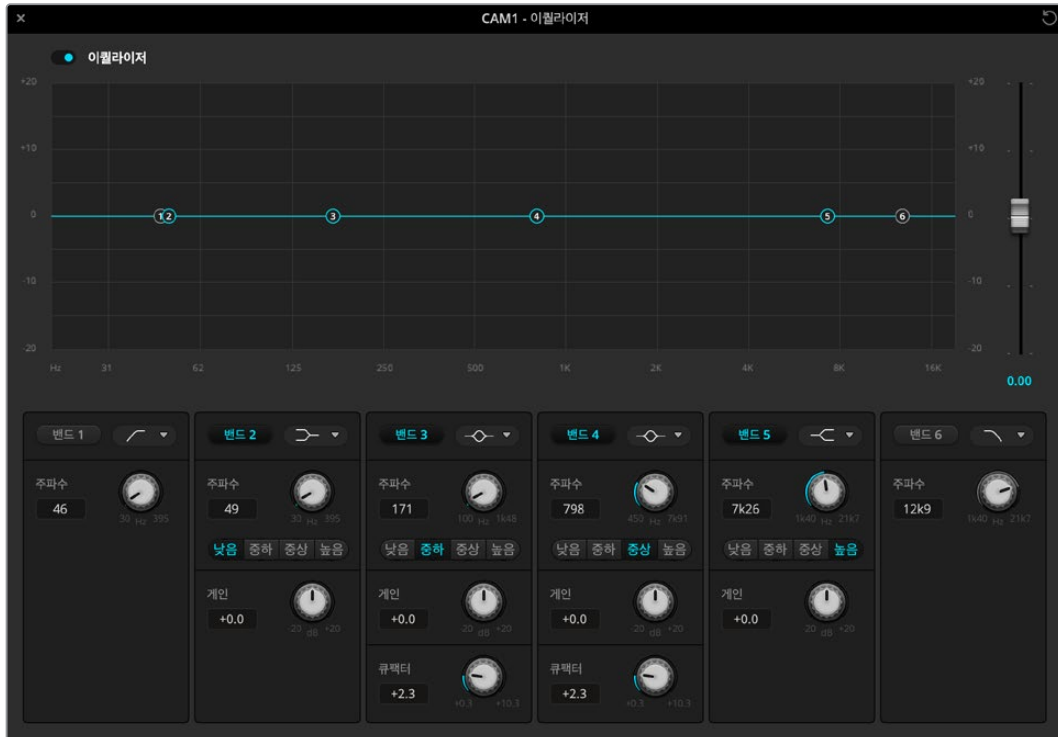 × CAM1 - 이퀄라이저
이퀄라이저
+20 +20
+10 +10
0 1 2 3 4 5 6 0
-10 -10
-20 -20
Hz 31 62 125 250 500 1K 2K 4K 8K 16K
0.00
밴드 1 밴드 2 밴드 3 밴드 4 밴드 5 밴드 6
주파수 주파수 주파수 주파수 주파수 주파수
46 49 171 798 7k26 12k9
30 Hz 395 30 Hz 395 100 Hz 1k48 450 Hz 7k91 1k40 Hz 21k7 1k40 Hz 21k7
낮음 중하 중상 높음 낮음 중하 중상 높음 낮음 중하 중상 높음 낮음 중하 중상 높음
게인 게인 게인 게인
+0.0 +0.0 +0.0 +0.0
-20 dB +20 -20 dB +20 -20 dB +20 -20 dB +20
큐팩터 큐팩터
+2.3 +2.3
+0.3 +10.3 +0.3 +10.3